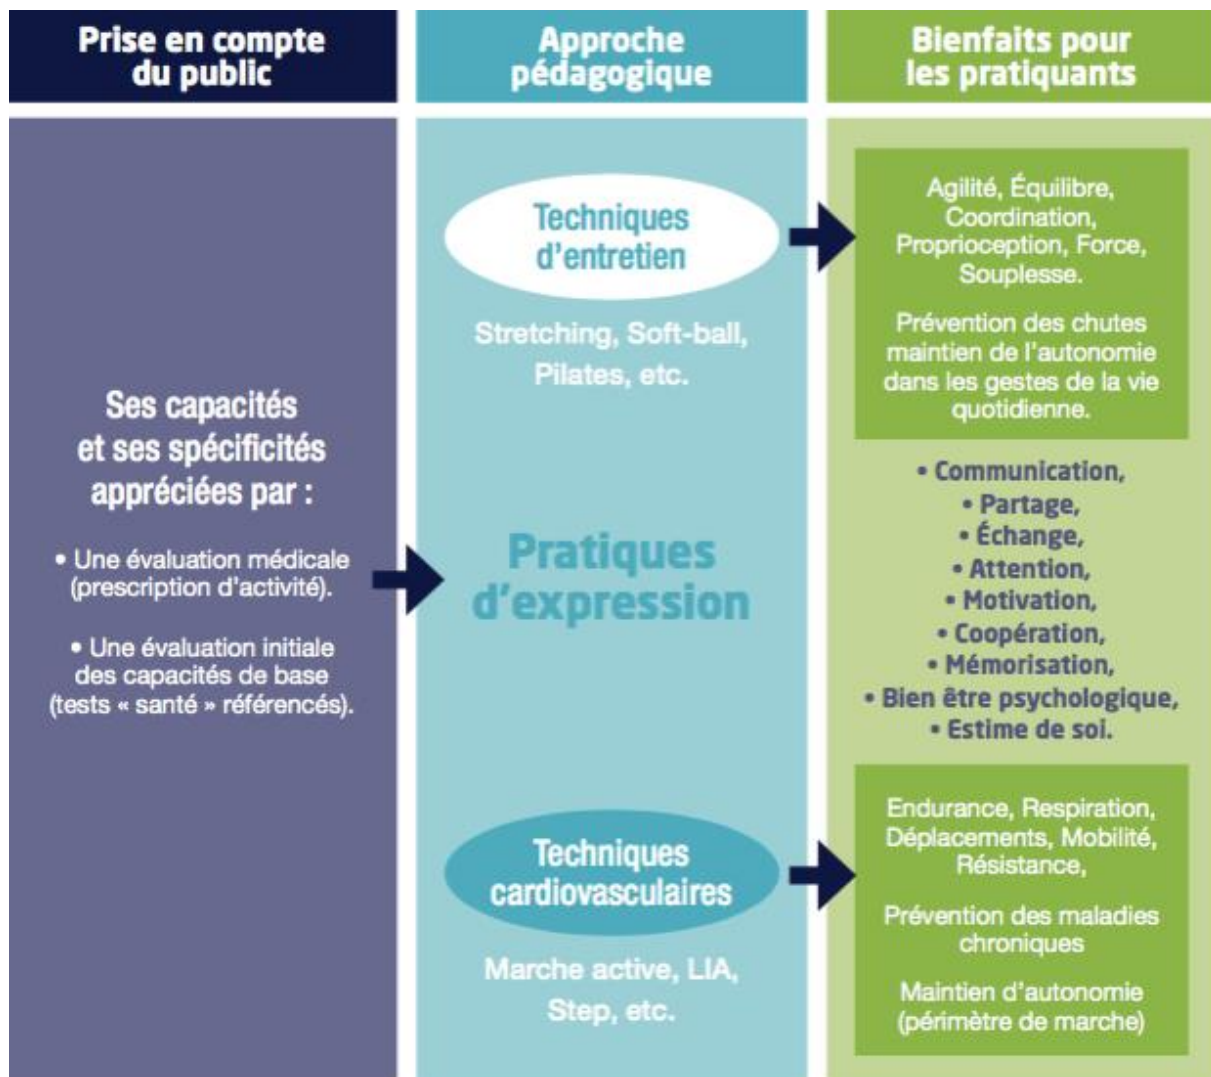 Prise en compte
du public
Approche
pédagogique
Bienfaits pour
les pratiquants
Ses capacités
et ses spécificités
appréciées par :
• Une évaluation médicale
(prescription d'activité).
• Une évaluation initiale
des capacités de base
(tests « santé » référencés).
Techniques
d'entretien
Stretching, Soft-ball,
Pilates, etc.
Pratiques
d'expression
Techniques
cardiovasculaires
Marche active, LIA,
Step, etc.
Agilité, Équilibre,
Coordination,
Proprioception, Force,
Souplesse.
Prévention des chutes
maintien de l'autonomie
dans les gestes de la vie
quotidienne.
• Communication,
• Partage,
• Échange,
• Attention,
• Motivation,
• Coopération,
• Mémorisation,
• Bien être psychologique,
• Estime de soi.
Endurance, Respiration,
Déplacements, Mobilité,
Résistance,
Prévention des maladies
chroniques
Maintien d'autonomie
(périmètre de marche)